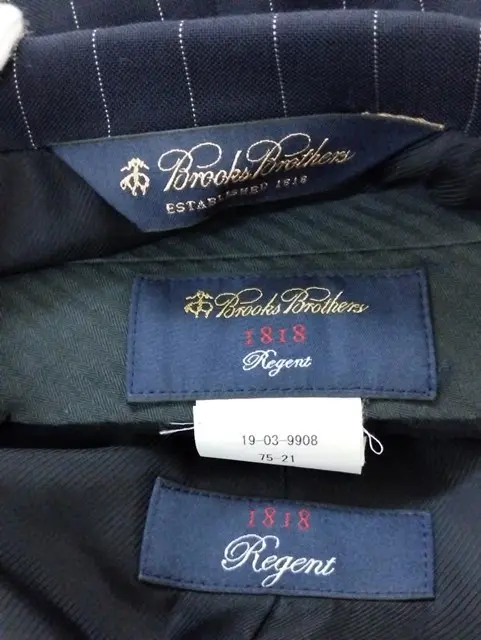 Brooks Brothers
ESTABLISHED 1818
Brooks Brothers
1818
Regent
19-03-9908
75-21
1818
Regent